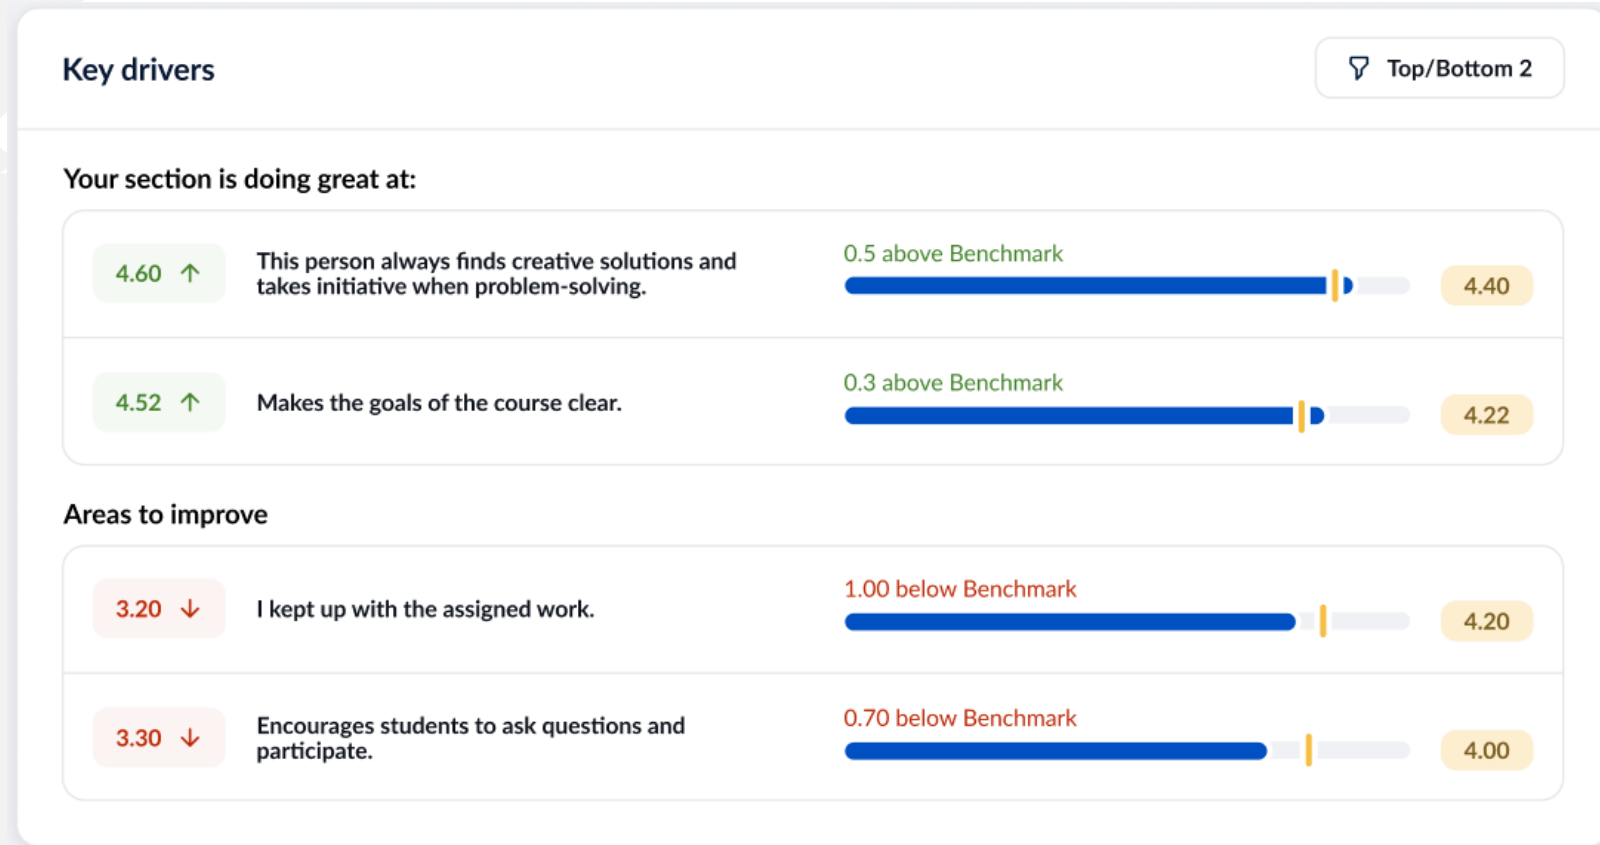 Key drivers
Top/Bottom 2
Your section is doing great at:
4.60 ↑
This person always finds creative solutions and
takes initiative when problem-solving.
0.5 above Benchmark
4.40
4.52 ↑
Makes the goals of the course clear.
0.3 above Benchmark
4.22
Areas to improve
3.20 ↓
I kept up with the assigned work.
1.00 below Benchmark
4.20
3.30 ↓
Encourages students to ask questions and
participate.
0.70 below Benchmark
4.00